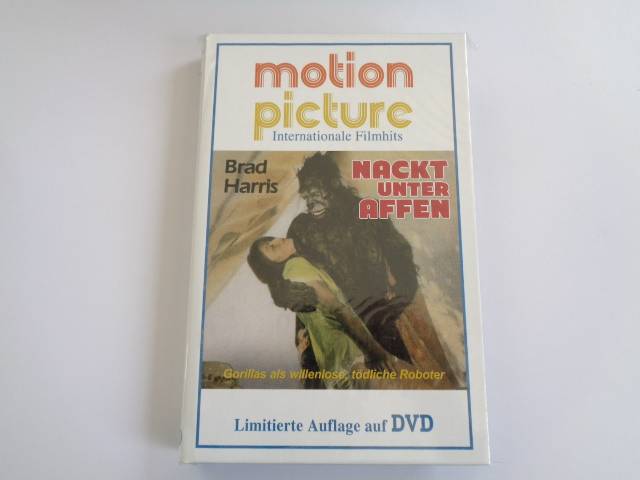 motion
picture
Internationale Filmhits
Brad
Harris
NACKT
UNTER
AFFEN
Gorillas als willenlose, tödliche Roboter
Limitierte Auflage auf DVD